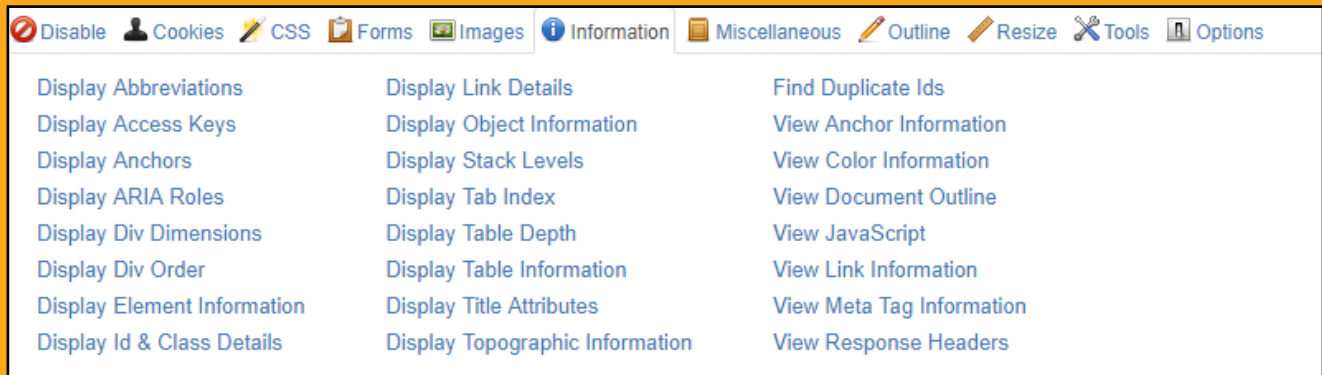 Disable Cookies CSS Forms Images Information Miscellaneous Outline Resize Tools Options
Display Abbreviations
Display Access Keys
Display Anchors
Display ARIA Roles
Display Div Dimensions
Display Div Order
Display Element Information
Display Id & Class Details
Display Link Details
Display Object Information
Display Stack Levels
Display Tab Index
Display Table Depth
Display Table Information
Display Title Attributes
Display Topographic Information
Find Duplicate Ids
View Anchor Information
View Color Information
View Document Outline
View JavaScript
View Link Information
View Meta Tag Information
View Response Headers